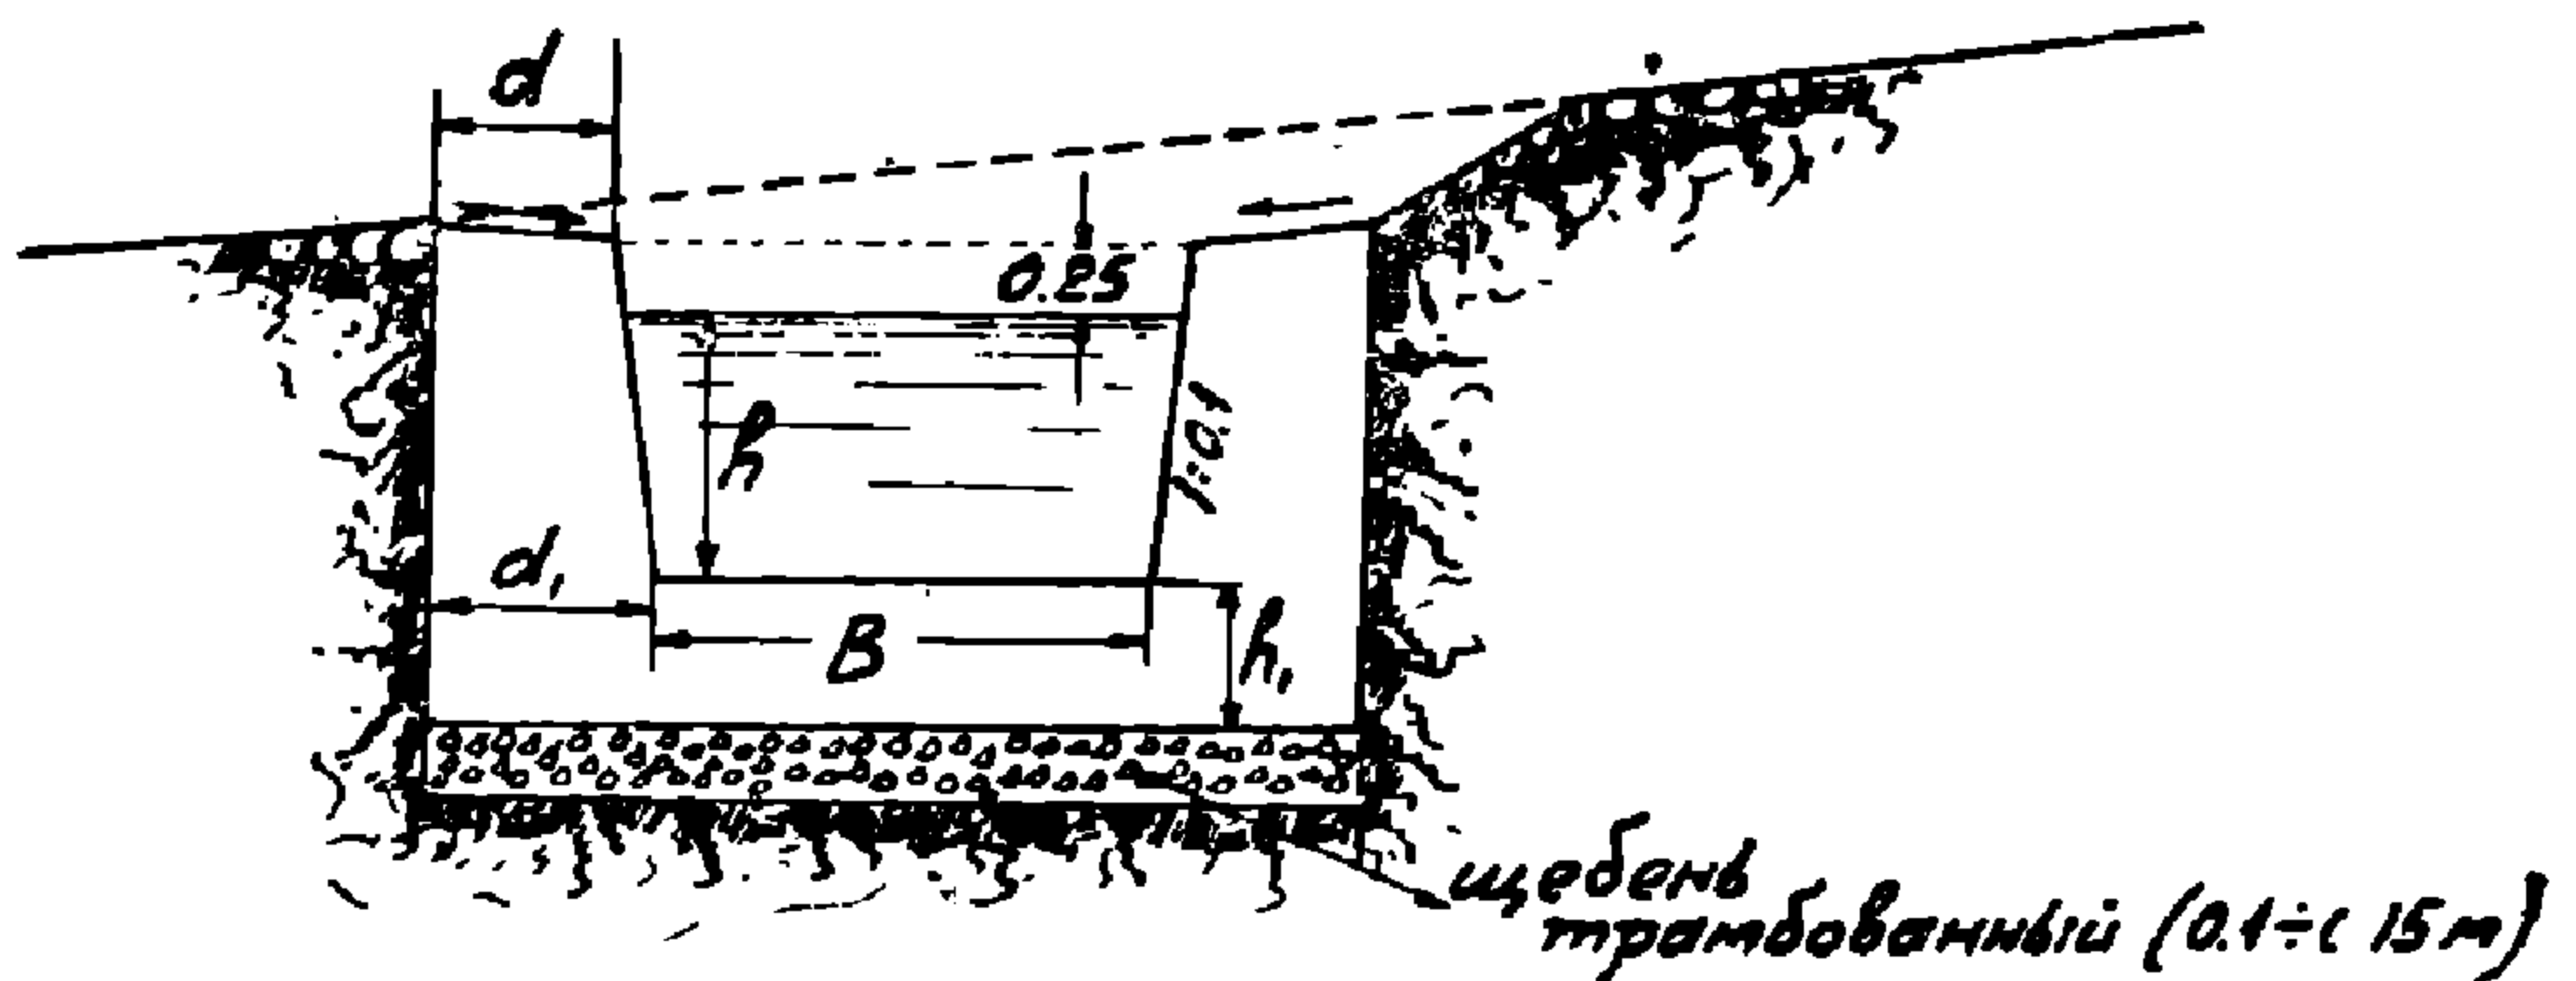 d
0.25
h
1:0.1
d₁
B
h₁
щебень
трамбованный (0.1÷0.15м)